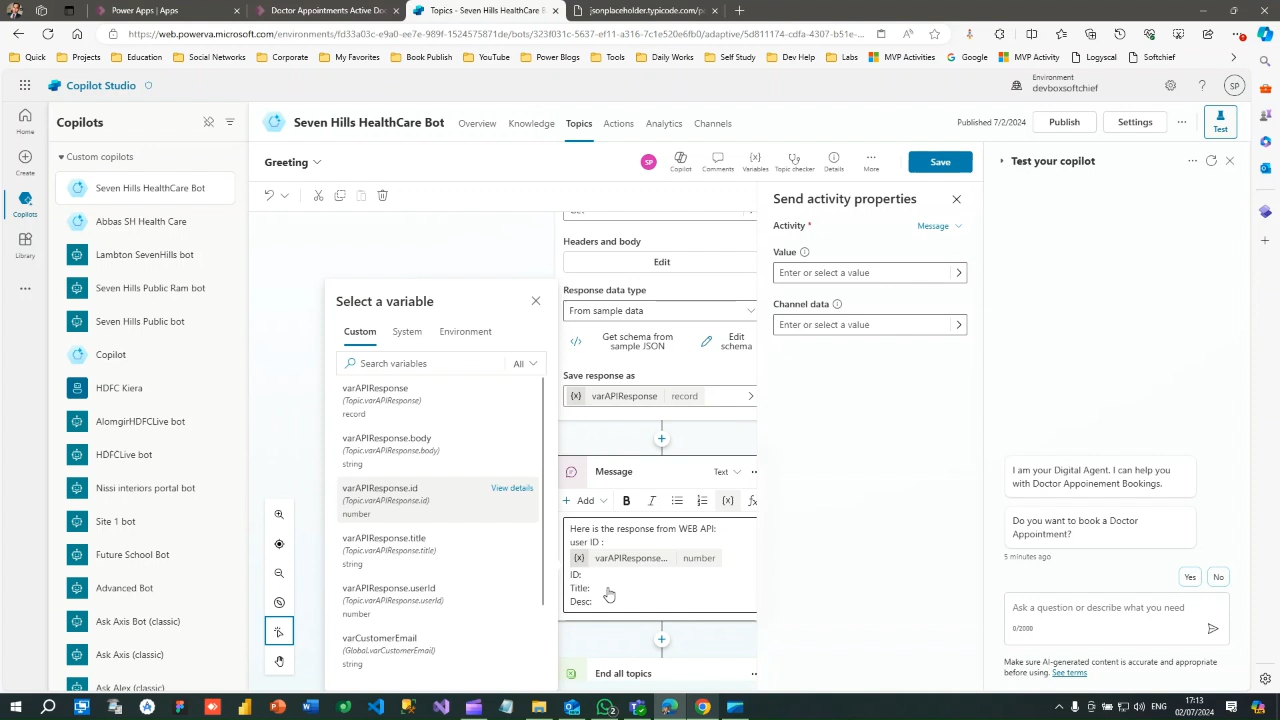 Power Apps | Apps
Doctor Appointments Active Doc
Topics - Seven Hills HealthCare B
jsonplaceholder.typicode.com/po
https://web.powerva.microsoft.com/environments/fd33a03c-e9a0-ee7e-989f-1524575871de/bots/323f031c-5637-ef11-a316-7c1e520e6fb0/adaptive/5d811174-cdfa-4307-b51e-...
Quick
Projects
Education
Social Networks
Corporate
My Favorites
Book Publish
YouTube
Power Blogs
Tools
Daily Works
Self Study
Dev Help
Labs
MVP Activities
Google
MVP Activity
Logyscal
Softchief
Copilot Studio
Environment
devboxsoftchief
SP
Home
Create
Copilots
Library
Copilots
Custom copilots
Seven Hills HealthCare Bot
Abbas SH Health Care
Lambton SevenHills bot
Seven Hills Public Ram bot
Seven Hills Public bot
Copilot
HDFC Kiera
AlomgirHDFCLive bot
HDFCLive bot
Nissi interiors portal bot
Site 1 bot
Future School Bot
Advanced Bot
Ask Axis Bot (classic)
Ask Axis (classic)
Ask Alex (classic)
Seven Hills HealthCare Bot
Overview
Knowledge
Topics
Actions
Analytics
Channels
Published 7/2/2024
Publish
Settings
...
Test
Greeting
SP
Copilot
Comments
Variables
Topic checker
Details
More
Save
Headers and body
Edit
Response data type
From sample data
Get schema from
sample JSON
Edit
schema
Save response as
{x} varAPIResponse record
Message
Text
Add
B
I
{x}
fx
Here is the response from WEB API:
user ID :
{x} varAPIResponse... number
ID:
Title:
Desc:
End all topics
Select a variable
Custom
System
Environment
Search variables
All
varAPIResponse
(Topic.varAPIResponse)
record
varAPIResponse.body
(Topic.varAPIResponse.body)
string
varAPIResponse.id
View details
(Topic.varAPIResponse.id)
number
varAPIResponse.title
(Topic.varAPIResponse.title)
string
varAPIResponse.userId
(Topic.varAPIResponse.userId)
number
varCustomerEmail
(Global.varCustomerEmail)
string
Send activity properties
Activity *
Message
Value
Enter or select a value
Channel data
Enter or select a value
Test your copilot
I am your Digital Agent. I can help you
with Doctor Appoinement Bookings.
Do you want to book a Doctor
Appointment?
5 minutes ago
Yes
No
Ask a question or describe what you need
0/2000
Make sure AI-generated content is accurate and appropriate
before using. See terms
ENG
17:13
02/07/2024